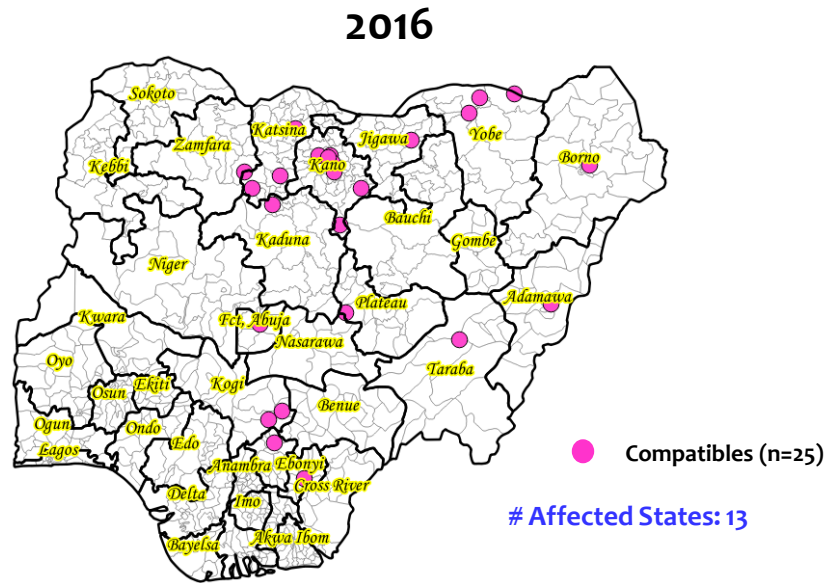 2016
Sokoto
Katsina
Zamfara
Jigawa
Yobe
Kebbi
Kano
Borno
Bauchi
Kaduna
Gombe
Niger
Adamawa
Plateau
Kwara
Fct, Abuja
Nasarawa
Oyo
Taraba
Osun
Ekiti
Kogi
Benue
Ogun
Ondo
Lagos
Edo
Anambra
Ebonyi
Compatibles (n=25)
Cross River
Delta
Imo
# Affected States: 13
Bayelsa
Akwa Ibom